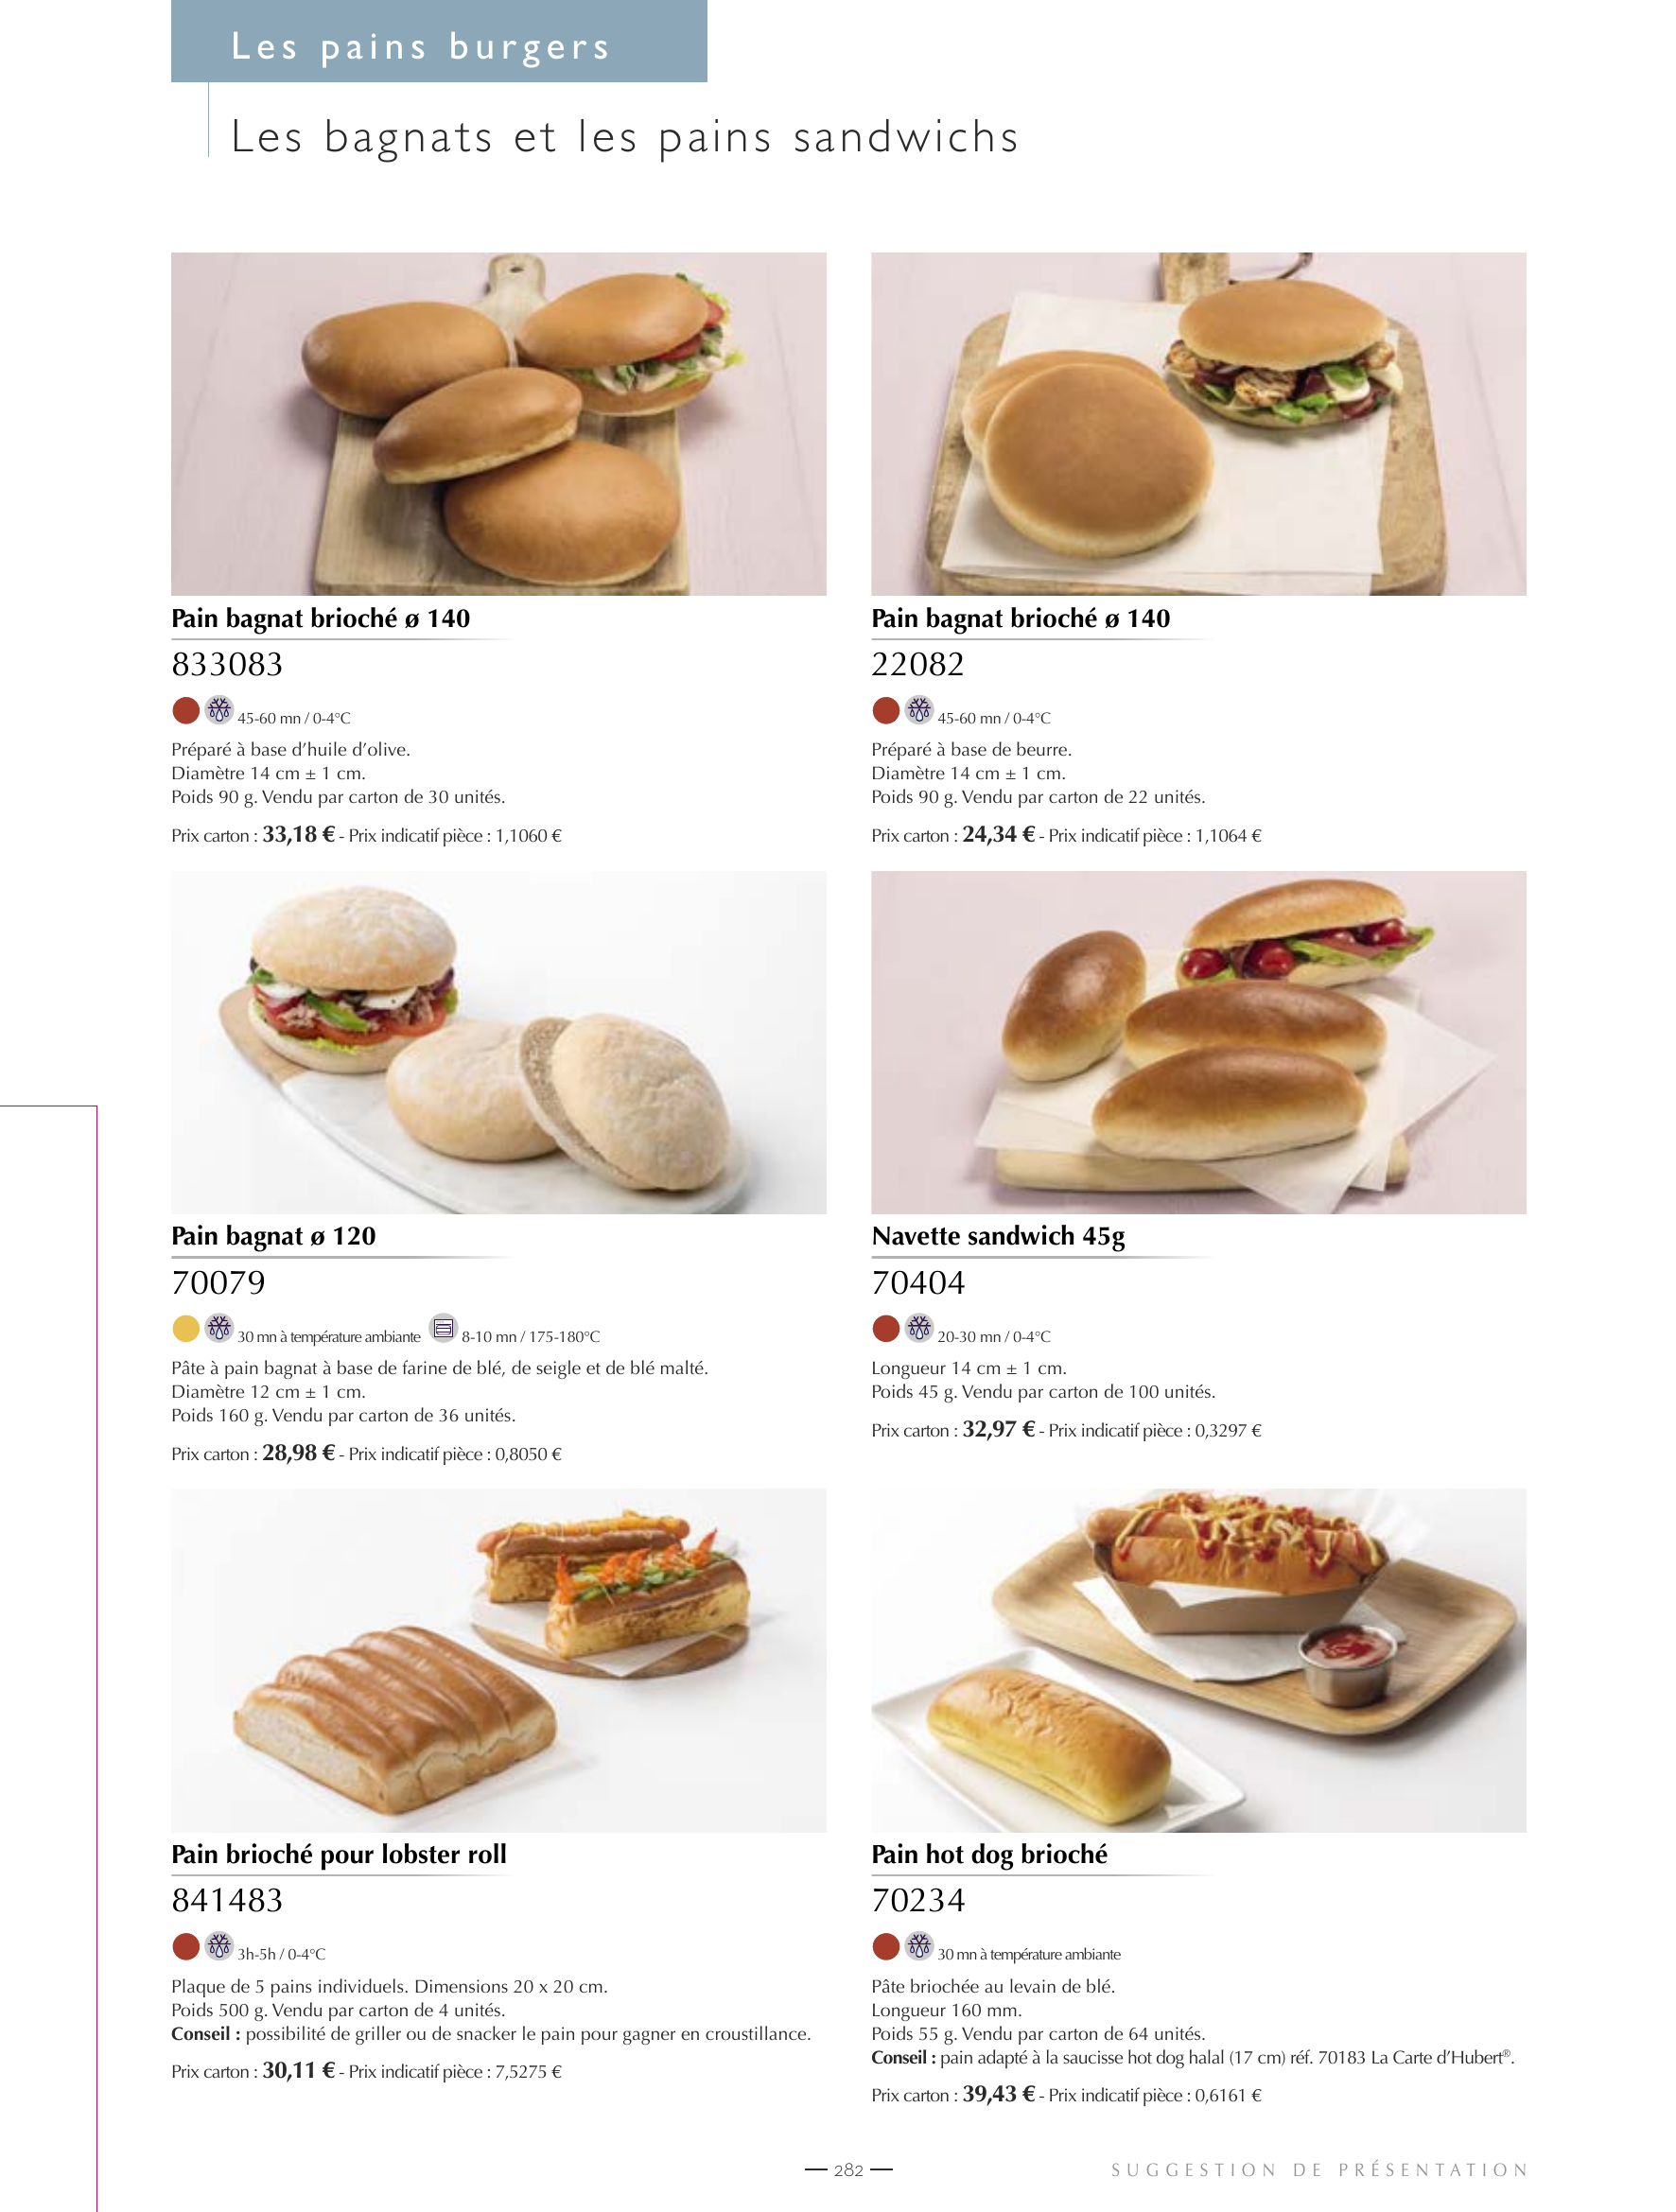 Les pains burgers
Les bagnats et les pains sandwichs
Pain bagnat brioché ø 140
833083
45-60 mn / 0-4°C
Préparé à base d’huile d’olive.
Diamètre 14 cm ± 1 cm.
Poids 90 g. Vendu par carton de 30 unités.
Prix carton : 33,18 € - Prix indicatif pièce : 1,1060 €
Pain bagnat brioché ø 140
22082
45-60 mn / 0-4°C
Préparé à base de beurre.
Diamètre 14 cm ± 1 cm.
Poids 90 g. Vendu par carton de 22 unités.
Prix carton : 24,34 € - Prix indicatif pièce : 1,1064 €
Pain bagnat ø 120
70079
30 mn à température ambiante 8-10 mn / 175-180°C
Pâte à pain bagnat à base de farine de blé, de seigle et de blé malté.
Diamètre 12 cm ± 1 cm.
Poids 160 g. Vendu par carton de 36 unités.
Prix carton : 28,98 € - Prix indicatif pièce : 0,8050 €
Navette sandwich 45g
70404
20-30 mn / 0-4°C
Longueur 14 cm ± 1 cm.
Poids 45 g. Vendu par carton de 100 unités.
Prix carton : 32,97 € - Prix indicatif pièce : 0,3297 €
Pain brioché pour lobster roll
841483
3h-5h / 0-4°C
Plaque de 5 pains individuels. Dimensions 20 x 20 cm.
Poids 500 g. Vendu par carton de 4 unités.
Conseil : possibilité de griller ou de snacker le pain pour gagner en croustillance.
Prix carton : 30,11 € - Prix indicatif pièce : 7,5275 €
Pain hot dog brioché
70234
30 mn à température ambiante
Pâte briochée au levain de blé.
Longueur 160 mm.
Poids 55 g. Vendu par carton de 64 unités.
Conseil : pain adapté à la saucisse hot dog halal (17 cm) réf. 70183 La Carte d’Hubert®.
Prix carton : 39,43 € - Prix indicatif pièce : 0,6161 €
— 282 —
SUGGESTION DE PRÉSENTATION